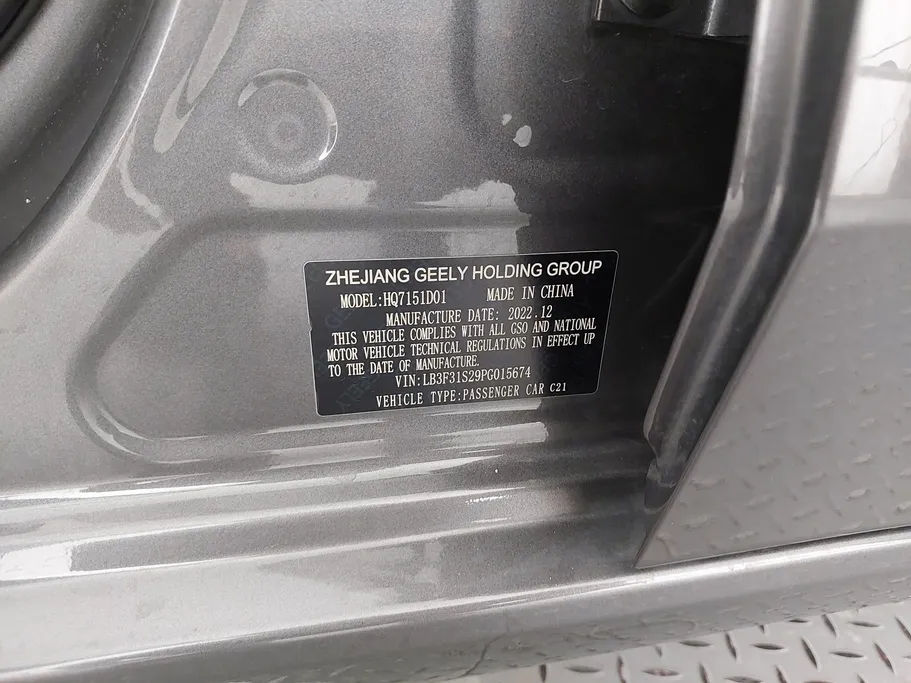 ZHEJIANG GEELY HOLDING GROUP
MODEL:HQ7151D01 MADE IN CHINA
MANUFACTURE DATE: 2022.12
THIS VEHICLE COMPLIES WITH ALL GSO AND NATIONAL
MOTOR VEHICLE TECHNICAL REGULATIONS IN EFFECT UP
TO THE DATE OF MANUFACTURE.
VIN:LB3F31S29PG015674
VEHICLE TYPE:PASSENGER CAR C21